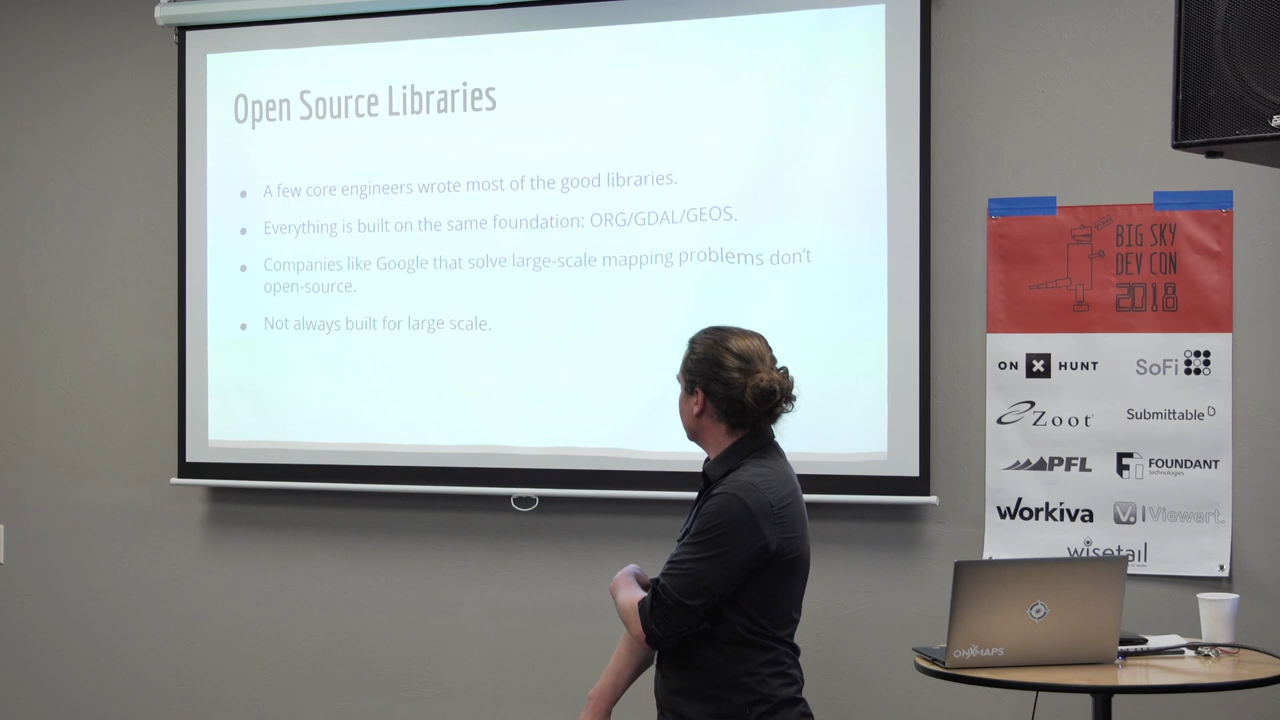 Open Source Libraries
A few core engineers wrote most of the good libraries.
Everything is built on the same foundation: ORG/GDAL/GEOS.
Companies like Google that solve large-scale mapping problems don't
open-source.
Not always built for large scale.
BIG SKY
DEV CON
2018
ON X HUNT
SoFi
Zoot
Submittable
PFL
FOUNDANT
technologies
Workiva
V. Viewert.
wisetail
ONXMAPS